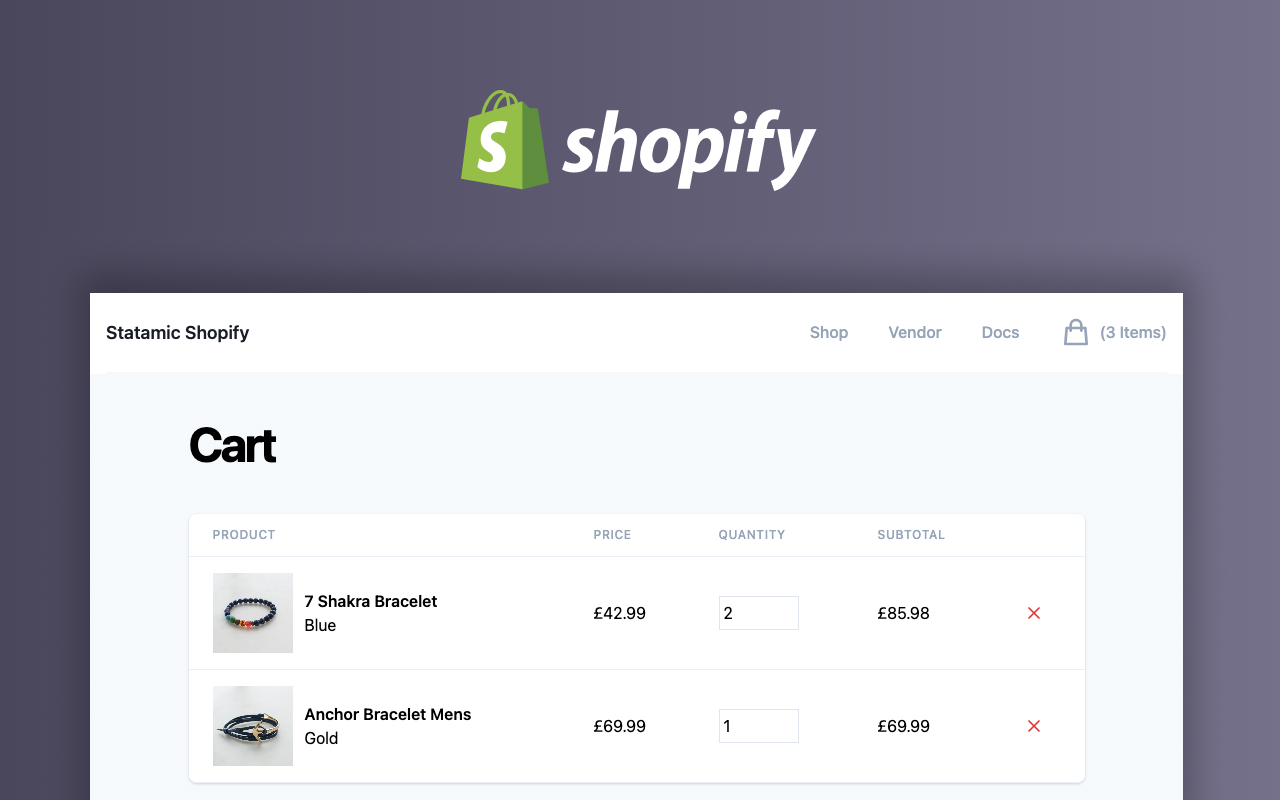 shopify
Statamic Shopify
Shop Vendor Docs (3 Items)
Cart
PRODUCT PRICE QUANTITY SUBTOTAL
7 Shakra Bracelet
Blue
£42.99 2 £85.98
Anchor Bracelet Mens
Gold
£69.99 1 £69.99